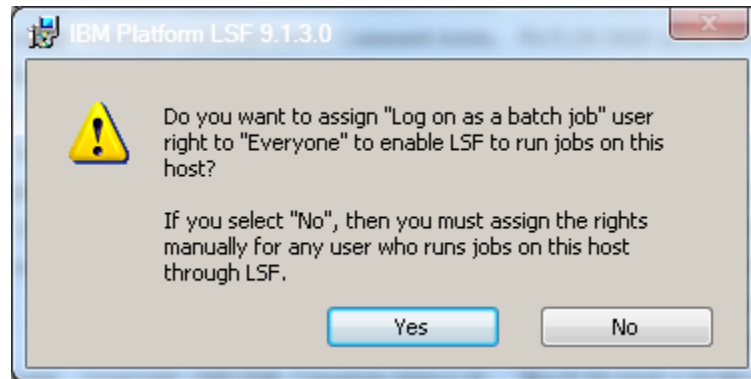 IBM Platform LSF 9.1.3.0
Do you want to assign "Log on as a batch job" user
right to "Everyone" to enable LSF to run jobs on this
host?
If you select "No", then you must assign the rights
manually for any user who runs jobs on this host
through LSF.
Yes
No